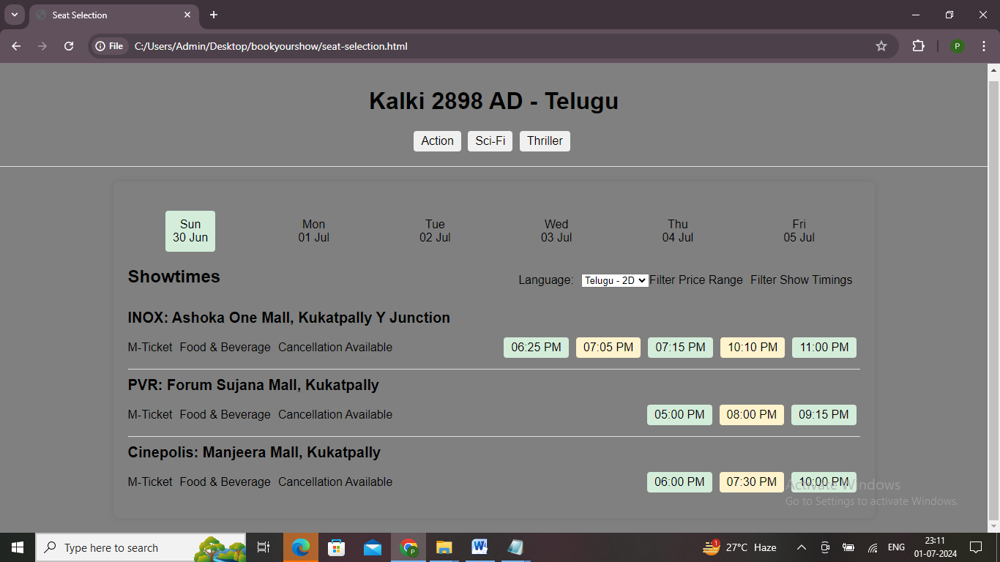 Seat Selection
File C:/Users/Admin/Desktop/bookyourshow/seat-selection.html
P
Kalki 2898 AD - Telugu
Action Sci-Fi Thriller
Sun Mon Tue Wed Thu Fri
30 Jun 01 Jul 02 Jul 03 Jul 04 Jul 05 Jul
Showtimes
Language: Telugu - 2D Filter Price Range Filter Show Timings
INOX: Ashoka One Mall, Kukatpally Y Junction
M-Ticket Food & Beverage Cancellation Available 06:25 PM 07:05 PM 07:15 PM 10:10 PM 11:00 PM
PVR: Forum Sujana Mall, Kukatpally
M-Ticket Food & Beverage Cancellation Available 05:00 PM 08:00 PM 09:15 PM
Cinepolis: Manjeera Mall, Kukatpally
M-Ticket Food & Beverage Cancellation Available 06:00 PM 07:30 PM 10:00 PM
Activate Windows
Go to Settings to activate Windows.
Type here to search
P
W
1
27°C Haze
ENG
23:11
01-07-2024